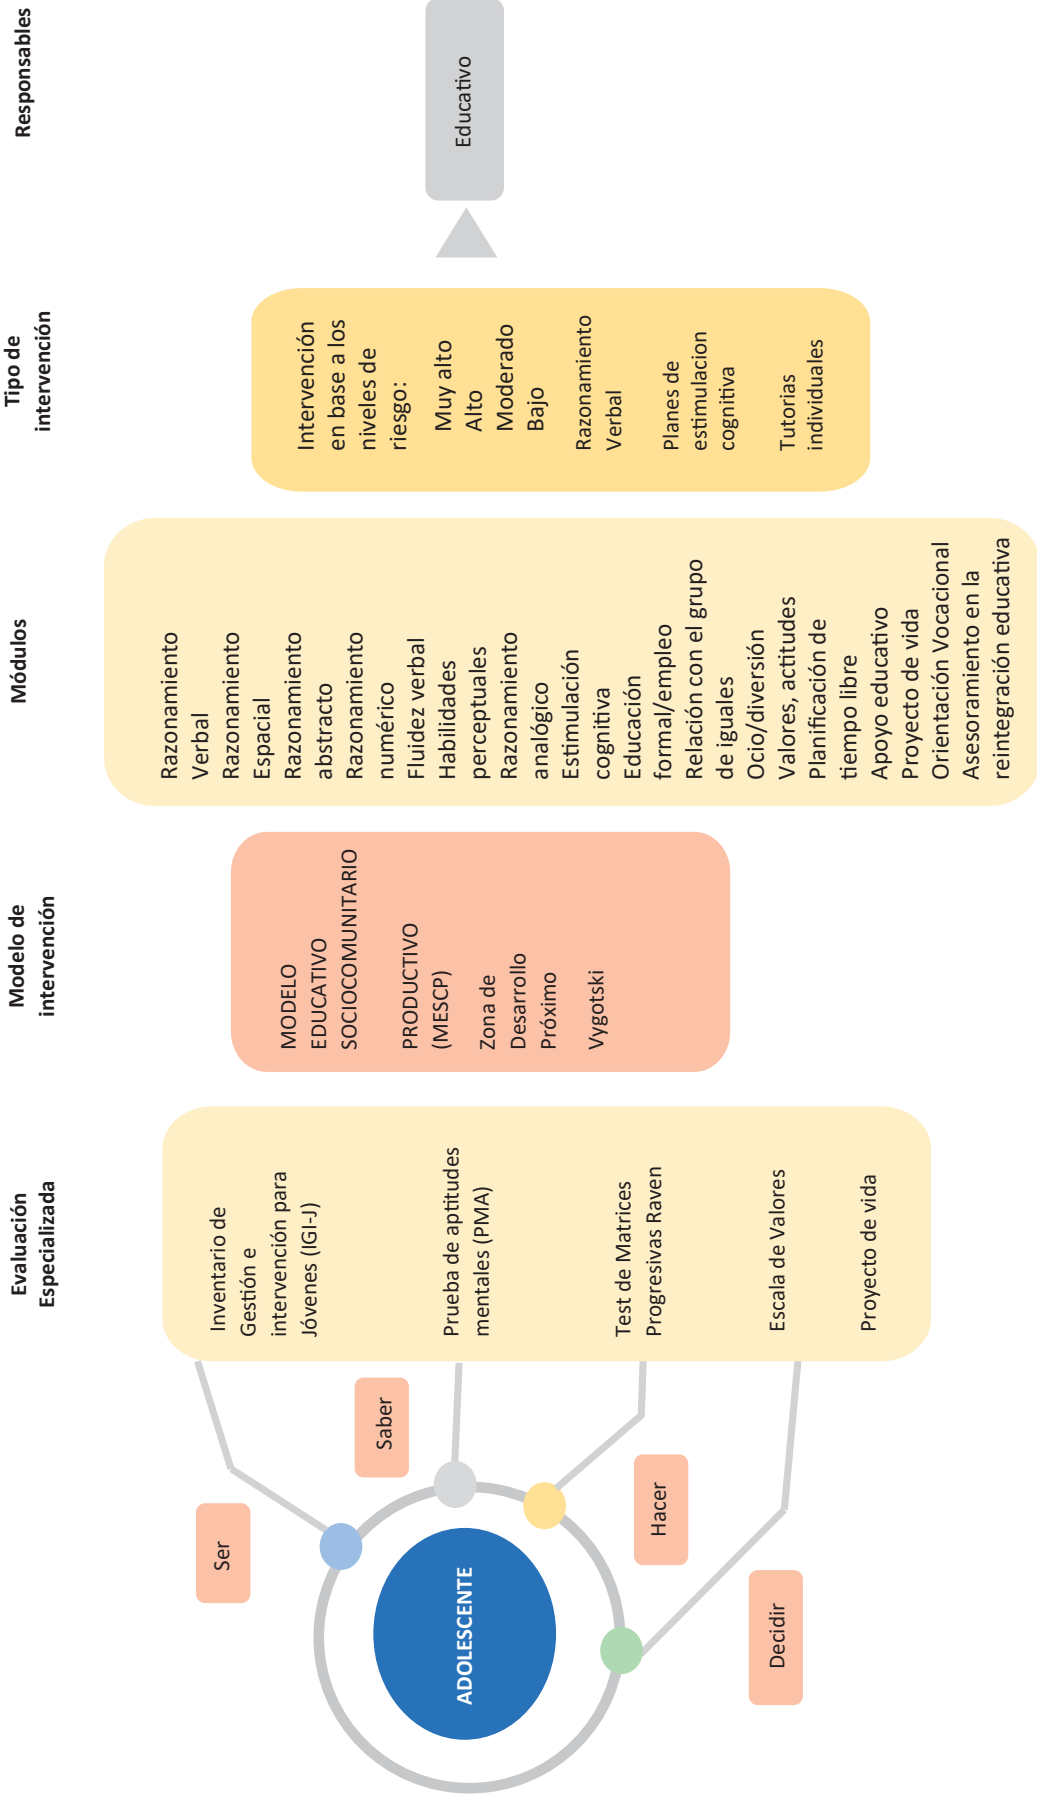 Evaluación
Especializada
Modelo de
intervención
Módulos
Tipo de
intervención
Responsables
ADOLESCENTE
Ser
Saber
Hacer
Decidir
Inventario de
Gestión e
intervención para
Jóvenes (IGI-J)
Prueba de aptitudes
mentales (PMA)
Test de Matrices
Progresivas Raven
Escala de Valores
Proyecto de vida
MODELO
EDUCATIVO
SOCIOCOMUNITARIO
PRODUCTIVO
(MESCP)
Zona de
Desarrollo
Próximo
Vygotski
Razonamiento
Verbal
Razonamiento
Espacial
Razonamiento
abstracto
Razonamiento
numérico
Fluidez verbal
Habilidades
perceptuales
Razonamiento
analógico
Estimulación
cognitiva
Educación
formal/empleo
Relación con el grupo
de iguales
Ocio/diversión
Valores, actitudes
Planificación de
tiempo libre
Apoyo educativo
Proyecto de vida
Orientación Vocacional
Asesoramiento en la
reintegración educativa
Intervención
en base a los
niveles de
riesgo:
Muy alto
Alto
Moderado
Bajo
Razonamiento
Verbal
Planes de
estimulacion
cognitiva
Tutorias
individuales
Educativo